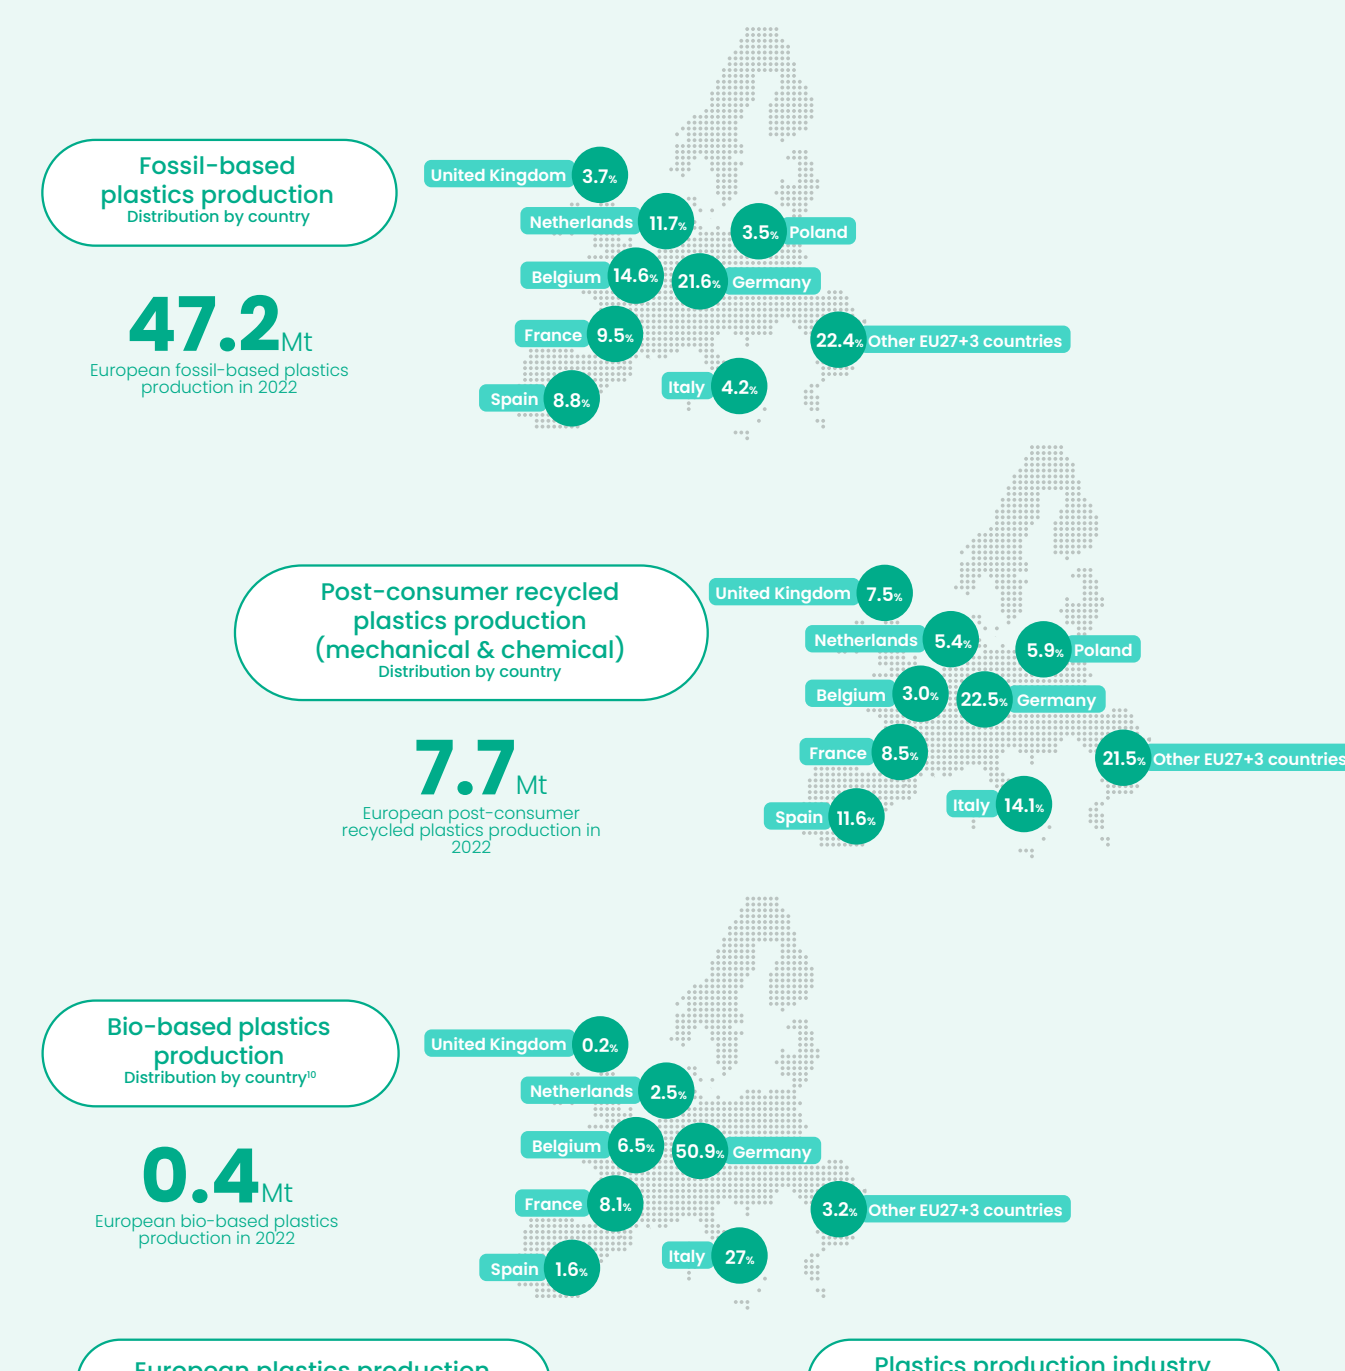 Fossil-based
plastics production
Distribution by country
47.2Mt
European fossil-based plastics
production in 2022
United Kingdom 3.7%
Netherlands 11.7%
3.5% Poland
Belgium 14.6%
21.6% Germany
France 9.5%
22.4% Other EU27+3 countries
Italy 4.2%
Spain 8.8%
Post-consumer recycled
plastics production
(mechanical & chemical)
Distribution by country
7.7Mt
European post-consumer
recycled plastics production in
2022
United Kingdom 7.5%
Netherlands 5.4%
5.9% Poland
Belgium 3.0%
22.5% Germany
France 8.5%
21.5% Other EU27+3 countries
Italy 14.1%
Spain 11.6%
Bio-based plastics
production
Distribution by country¹⁰
0.4Mt
European bio-based plastics
production in 2022
United Kingdom 0.2%
Netherlands 2.5%
Belgium 6.5%
50.9% Germany
France 8.1%
3.2% Other EU27+3 countries
Italy 27%
Spain 1.6%
European plastics production
Plastics production industry